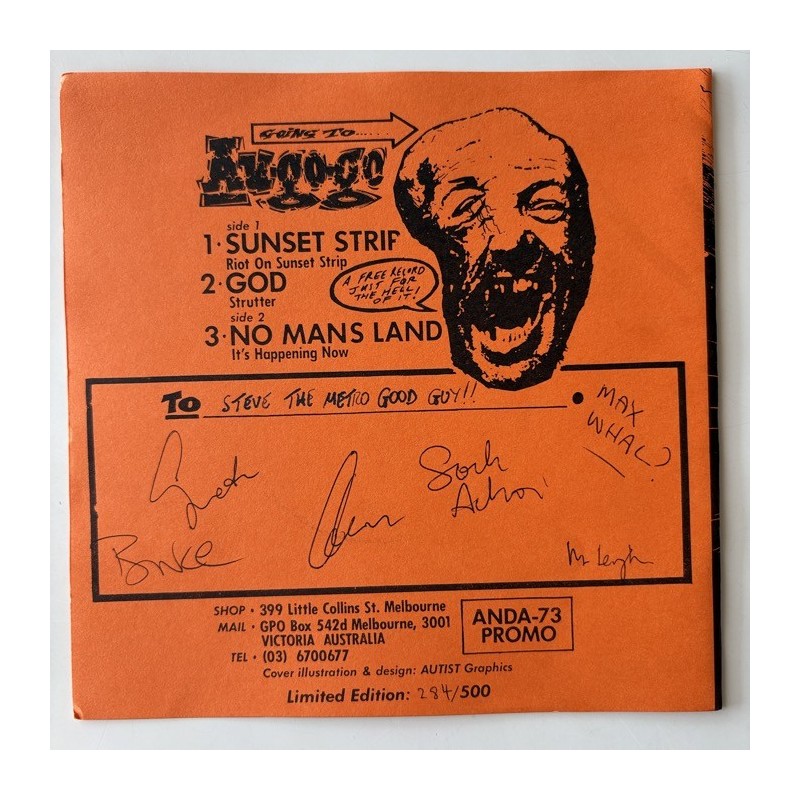 GOING TO.....
Au-go-go
side 1
1· SUNSET STRIP
Riot On Sunset Strip
2· GOD
Strutter
side 2
3· NO MANS LAND
It's Happening Now
A FREE RECORD
JUST FOR
THE HELL
OF IT!
TO STEVE THE METRO GOOD GUY!!
MAX
Bruce
SHOP · 399 Little Collins St. Melbourne
MAIL · GPO Box 542d Melbourne, 3001
VICTORIA AUSTRALIA
TEL · (03) 6700677
ANDA-73
PROMO
Cover illustration & design: AUTIST Graphics
Limited Edition: 284/500